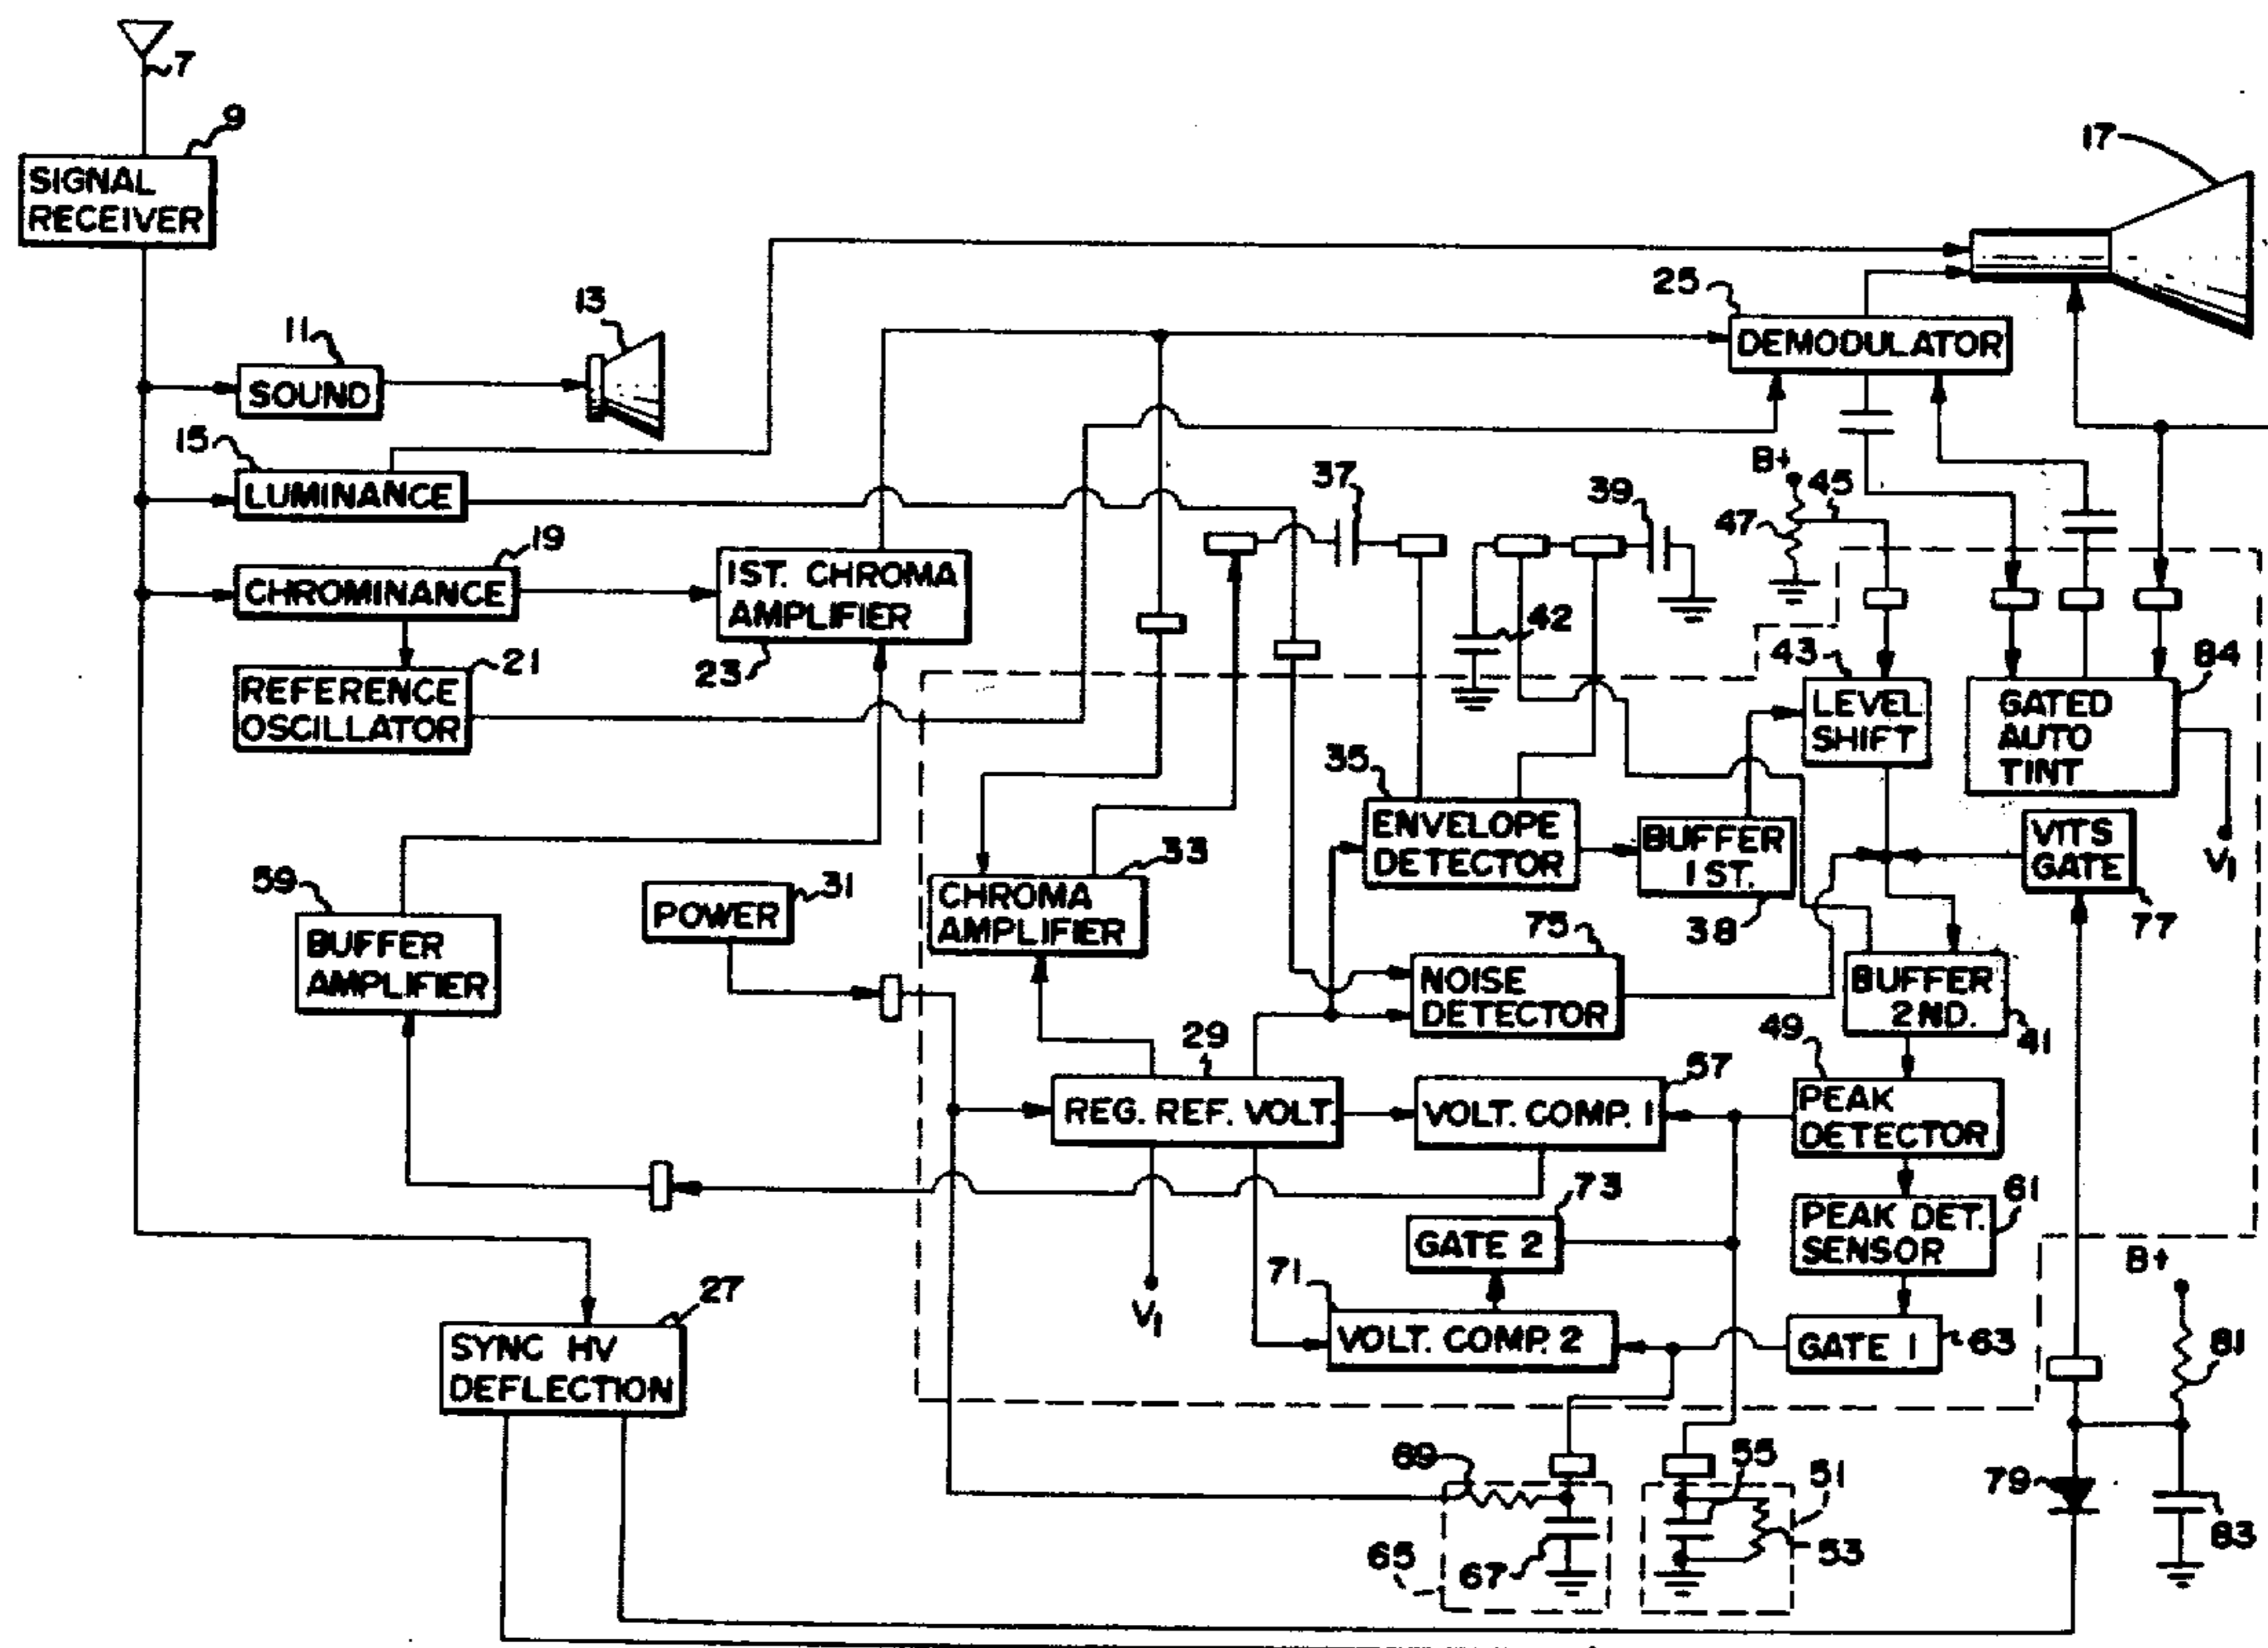 7
9
SIGNAL
RECEIVER
17
13
25
11
DEMODULATOR
SOUND
15
B+
45
37
39
LUMINANCE
47
19
1ST. CHROMA
AMPLIFIER
CHROMINANCE
42
21
23
43
84
REFERENCE
OSCILLATOR
LEVEL
SHIFT
GATED
AUTO
TINT
35
ENVELOPE
DETECTOR
BUFFER
1ST.
VITS
GATE
V1
33
59
31
CHROMA
AMPLIFIER
POWER
38
75
77
BUFFER
AMPLIFIER
NOISE
DETECTOR
BUFFER
2ND.
29
49
41
57
REG. REF. VOLT.
VOLT. COMP. 1
PEAK
DETECTOR
73
61
GATE 2
PEAK DET.
SENSOR
B+
27
71
V1
SYNC HV
DEFLECTION
VOLT. COMP. 2
GATE 1
63
81
69
55
51
79
83
65
67
53